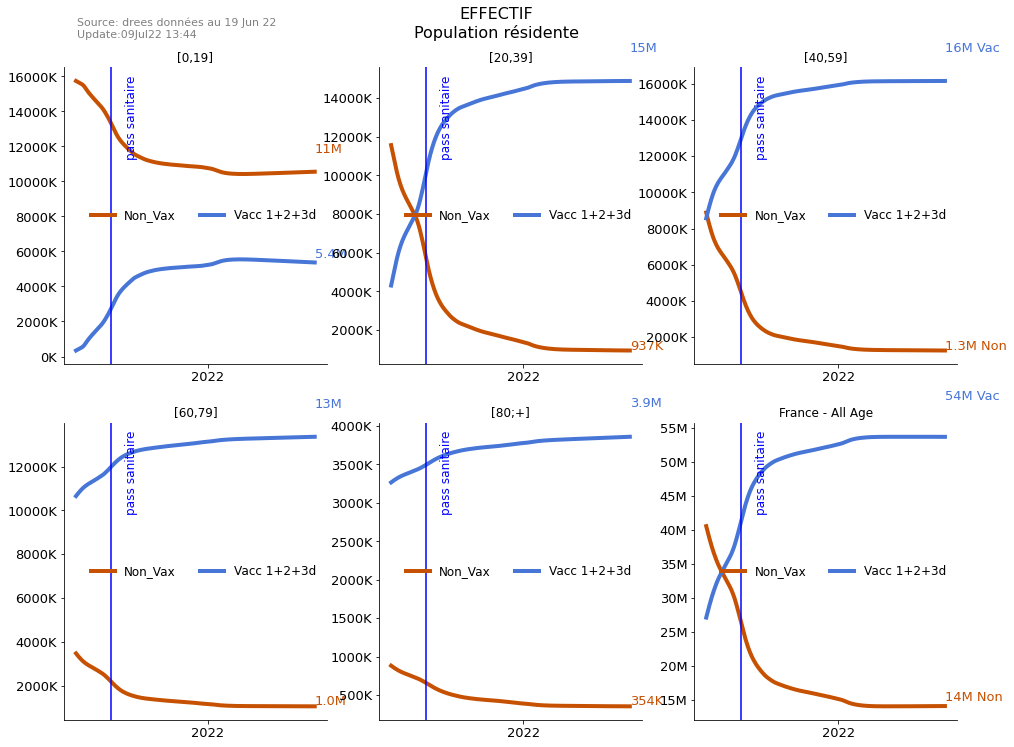 EFFECTIF
Population résidente
Source: drees données au 19 Jun 22
Update:09Jul22 13:44
[0,19]
16000K
14000K
12000K
10000K
8000K
6000K
4000K
2000K
0K
pass sanitaire
11M
5.4M
Non_Vax Vacc 1+2+3d
2022
[20,39]
15M
14000K
12000K
10000K
8000K
6000K
4000K
2000K
pass sanitaire
Non_Vax Vacc 1+2+3d
937K
2022
[40,59]
16M Vac
16000K
14000K
12000K
10000K
8000K
6000K
4000K
2000K
pass sanitaire
Non_Vax Vacc 1+2+3d
1.3M Non
2022
[60,79]
13M
12000K
10000K
8000K
6000K
4000K
2000K
pass sanitaire
Non_Vax Vacc 1+2+3d
1.0M
2022
[80;+]
3.9M
4000K
3500K
3000K
2500K
2000K
1500K
1000K
500K
pass sanitaire
Non_Vax Vacc 1+2+3d
354K
2022
France - All Age
54M Vac
55M
50M
45M
40M
35M
30M
25M
20M
15M
pass sanitaire
Non_Vax Vacc 1+2+3d
14M Non
2022